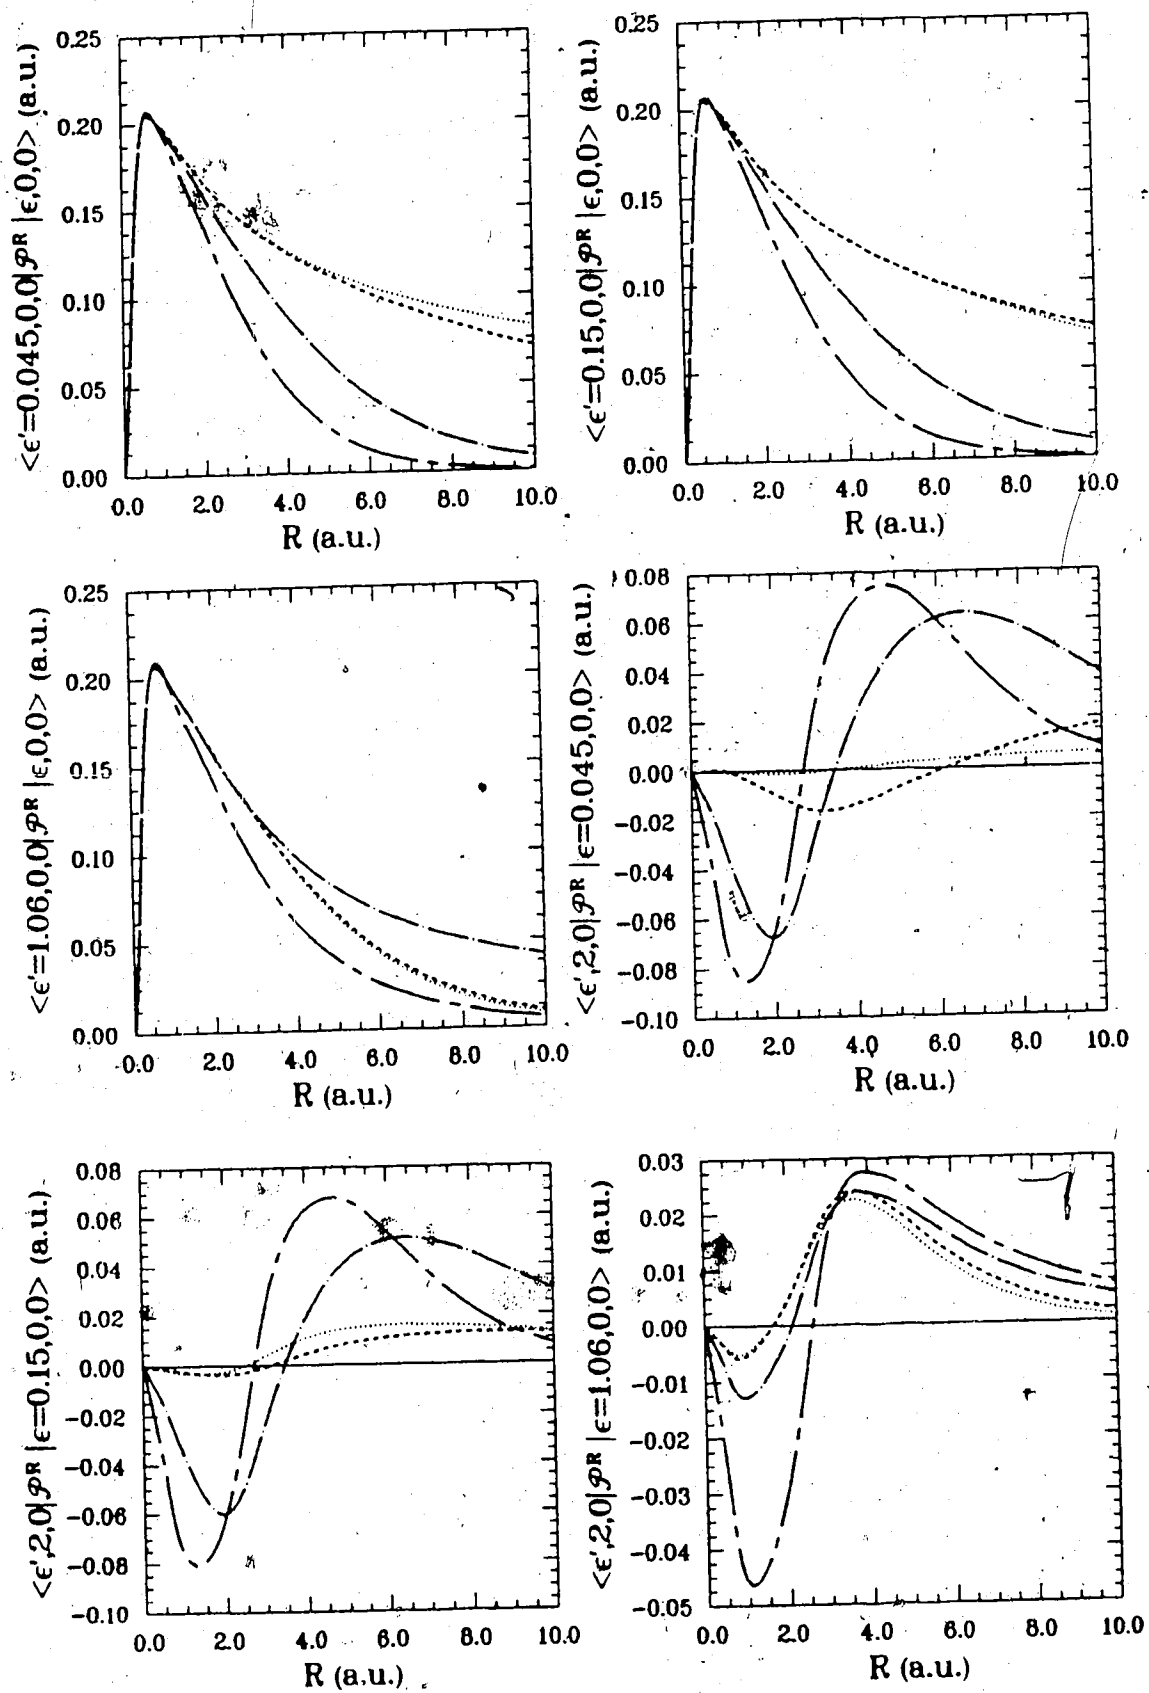 <ϵ'=0.045,0,0|𝒫ᴿ|ϵ,0,0> (a.u.)
0.25
0.20
0.15
0.10
0.05
0.00
0.0 2.0 4.0 6.0 8.0 10.0
R (a.u.)
<ϵ'=0.15,0,0|𝒫ᴿ|ϵ,0,0> (a.u.)
0.25
0.20
0.15
0.10
0.05
0.00
0.0 2.0 4.0 6.0 8.0 10.0
R (a.u.)
<ϵ'=1.06,0,0|𝒫ᴿ|ϵ,0,0> (a.u.)
0.25
0.20
0.15
0.10
0.05
0.00
0.0 2.0 4.0 6.0 8.0 10.0
R (a.u.)
<ϵ',2,0|𝒫ᴿ|ϵ=0.045,0,0> (a.u.)
0.08
0.06
0.04
0.02
0.00
−0.02
−0.04
−0.06
−0.08
−0.10
0.0 2.0 4.0 6.0 8.0 10.0
R (a.u.)
<ϵ',2,0|𝒫ᴿ|ϵ=0.15,0,0> (a.u.)
0.08
0.06
0.04
0.02
0.00
−0.02
−0.04
−0.06
−0.08
−0.10
0.0 2.0 4.0 6.0 8.0 10.0
R (a.u.)
<ϵ',2,0|𝒫ᴿ|ϵ=1.06,0,0> (a.u.)
0.03
0.02
0.01
0.00
−0.01
−0.02
−0.03
−0.04
−0.05
0.0 2.0 4.0 6.0 8.0 10.0
R (a.u.)